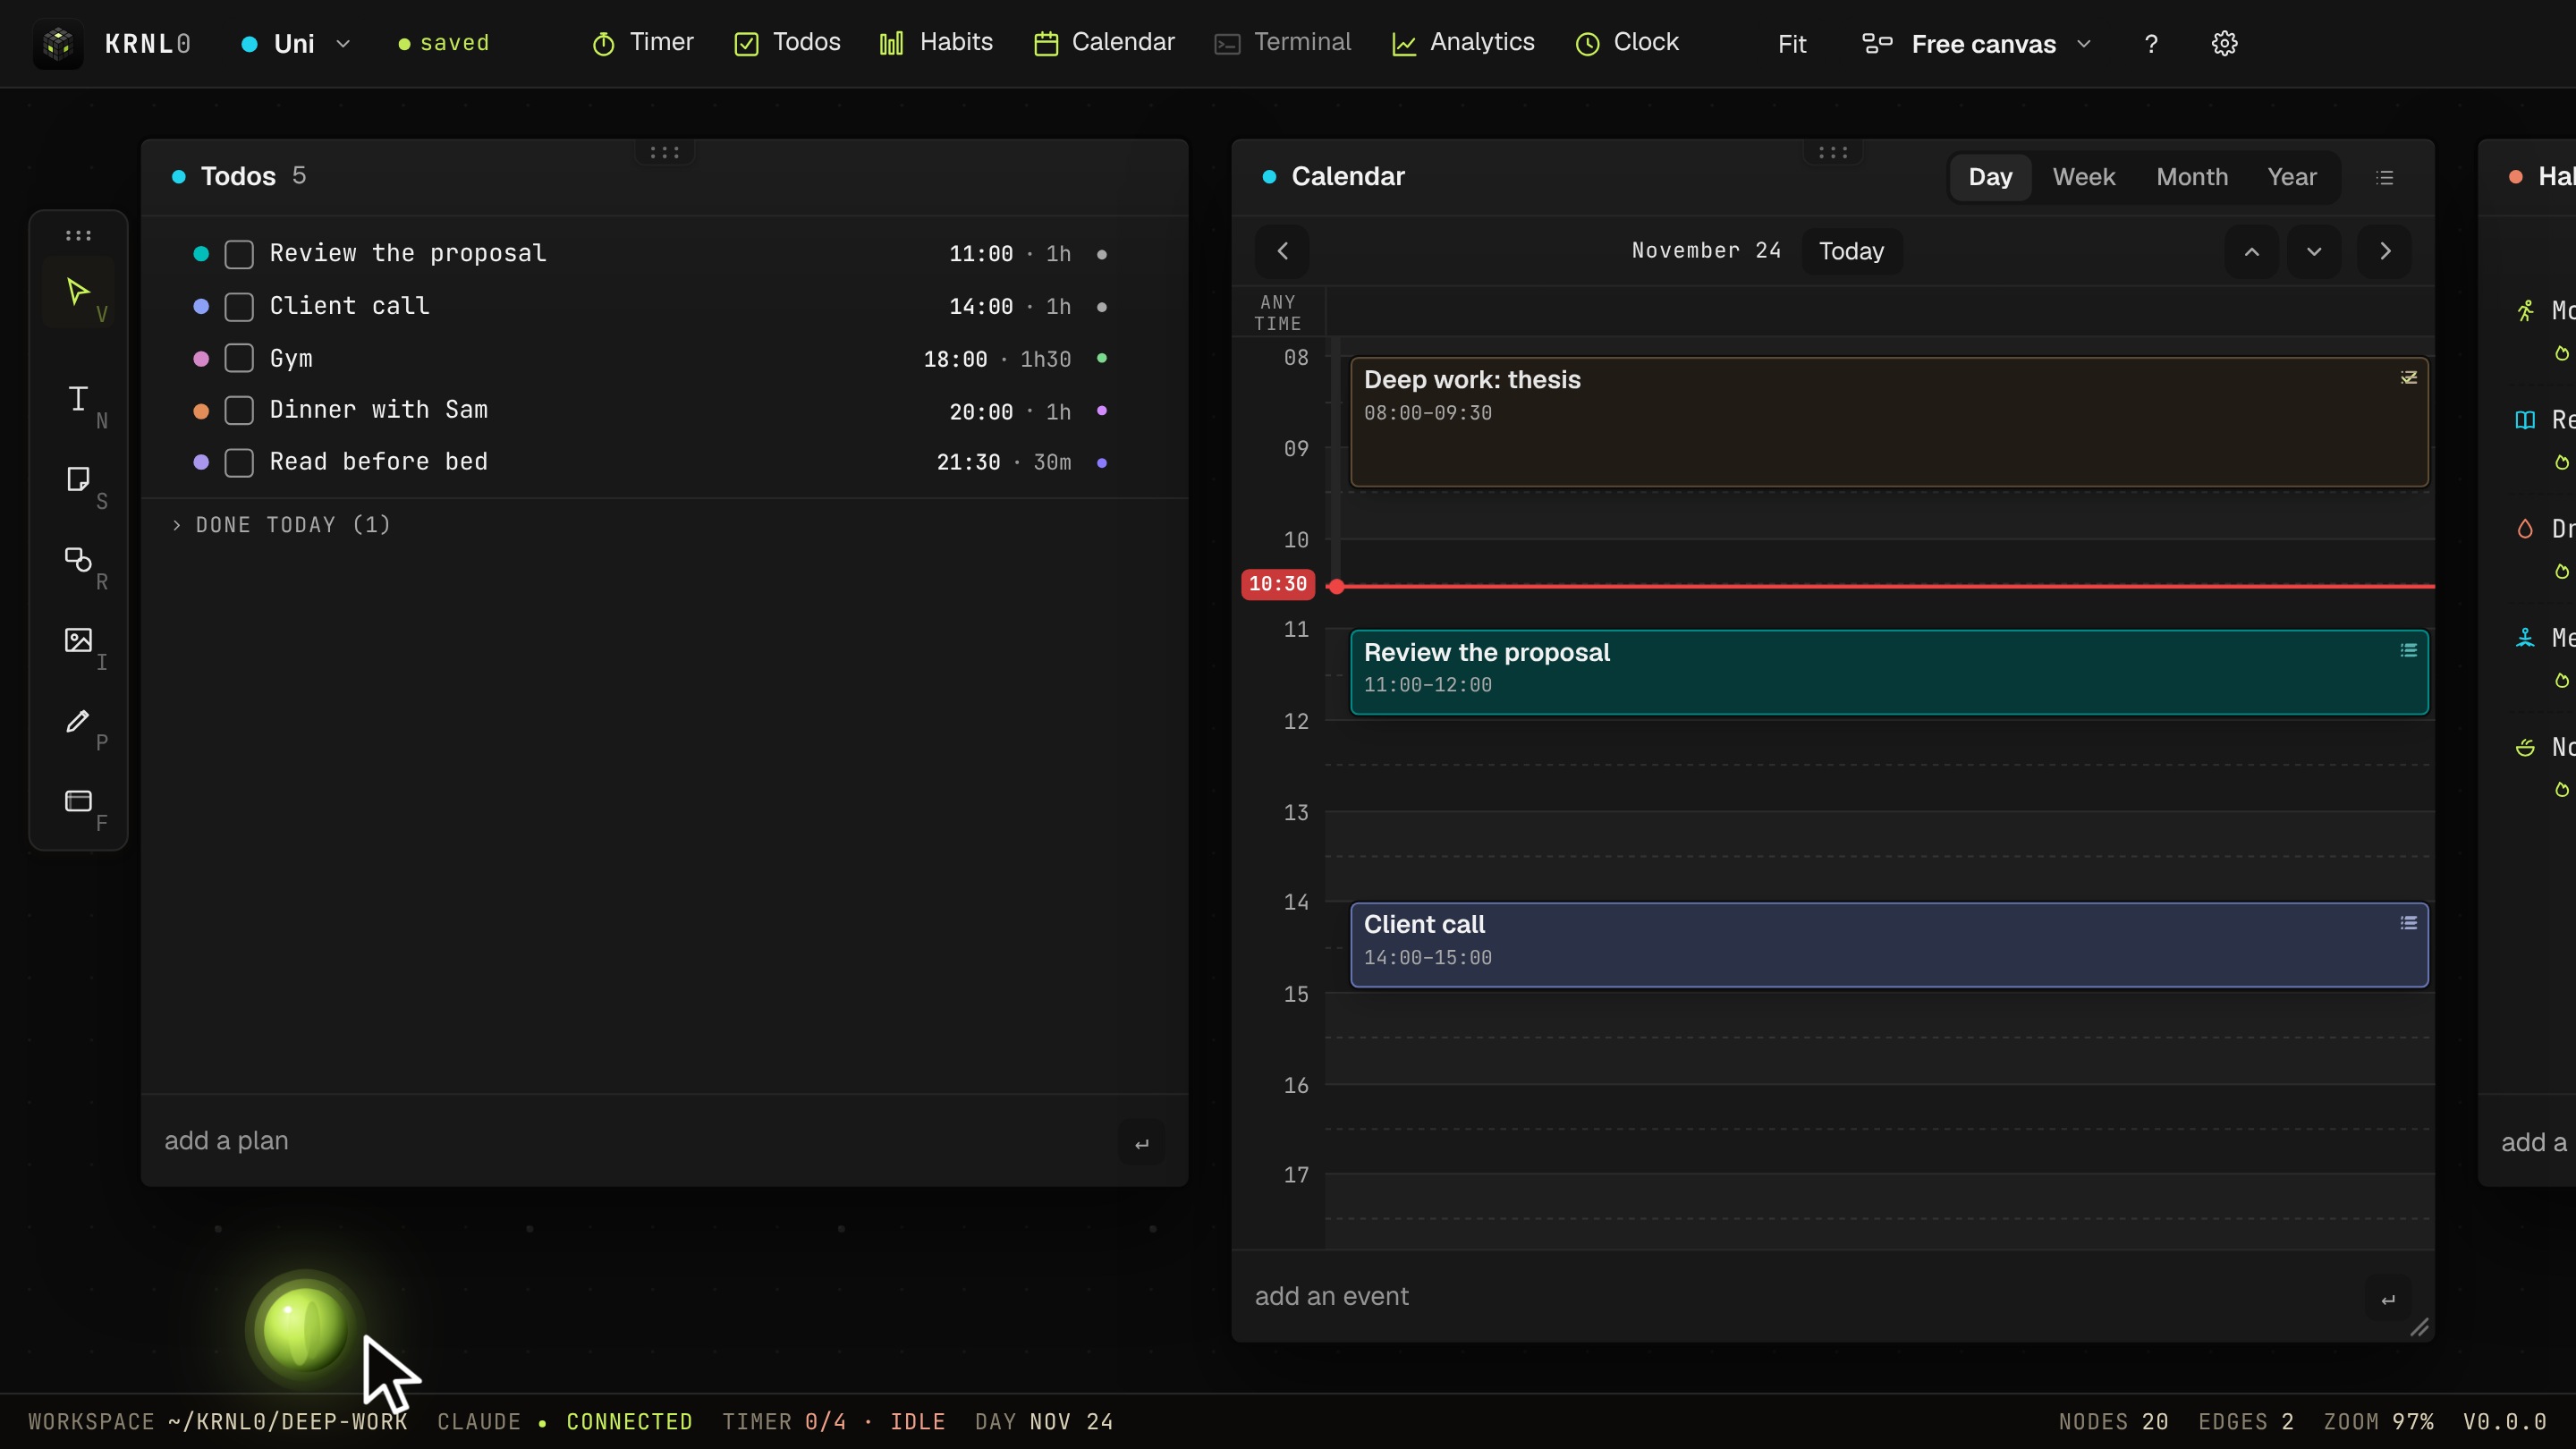 KRNL0 Uni saved Timer Todos Habits Calendar Terminal Analytics Clock Fit Free canvas ?
Todos 5
Review the proposal 11:00 · 1h
Client call 14:00 · 1h
Gym 18:00 · 1h30
Dinner with Sam 20:00 · 1h
Read before bed 21:30 · 30m
DONE TODAY (1)
add a plan
V
N
S
R
I
P
F
Calendar Day Week Month Year
November 24 Today
ANY
TIME
08
Deep work: thesis
08:00–09:30
09
10
10:30
11
Review the proposal
11:00–12:00
12
13
14
Client call
14:00–15:00
15
16
17
add an event
add a
WORKSPACE ~/KRNL0/DEEP-WORK CLAUDE • CONNECTED TIMER 0/4 · IDLE DAY NOV 24 NODES 20 EDGES 2 ZOOM 97% V0.0.0